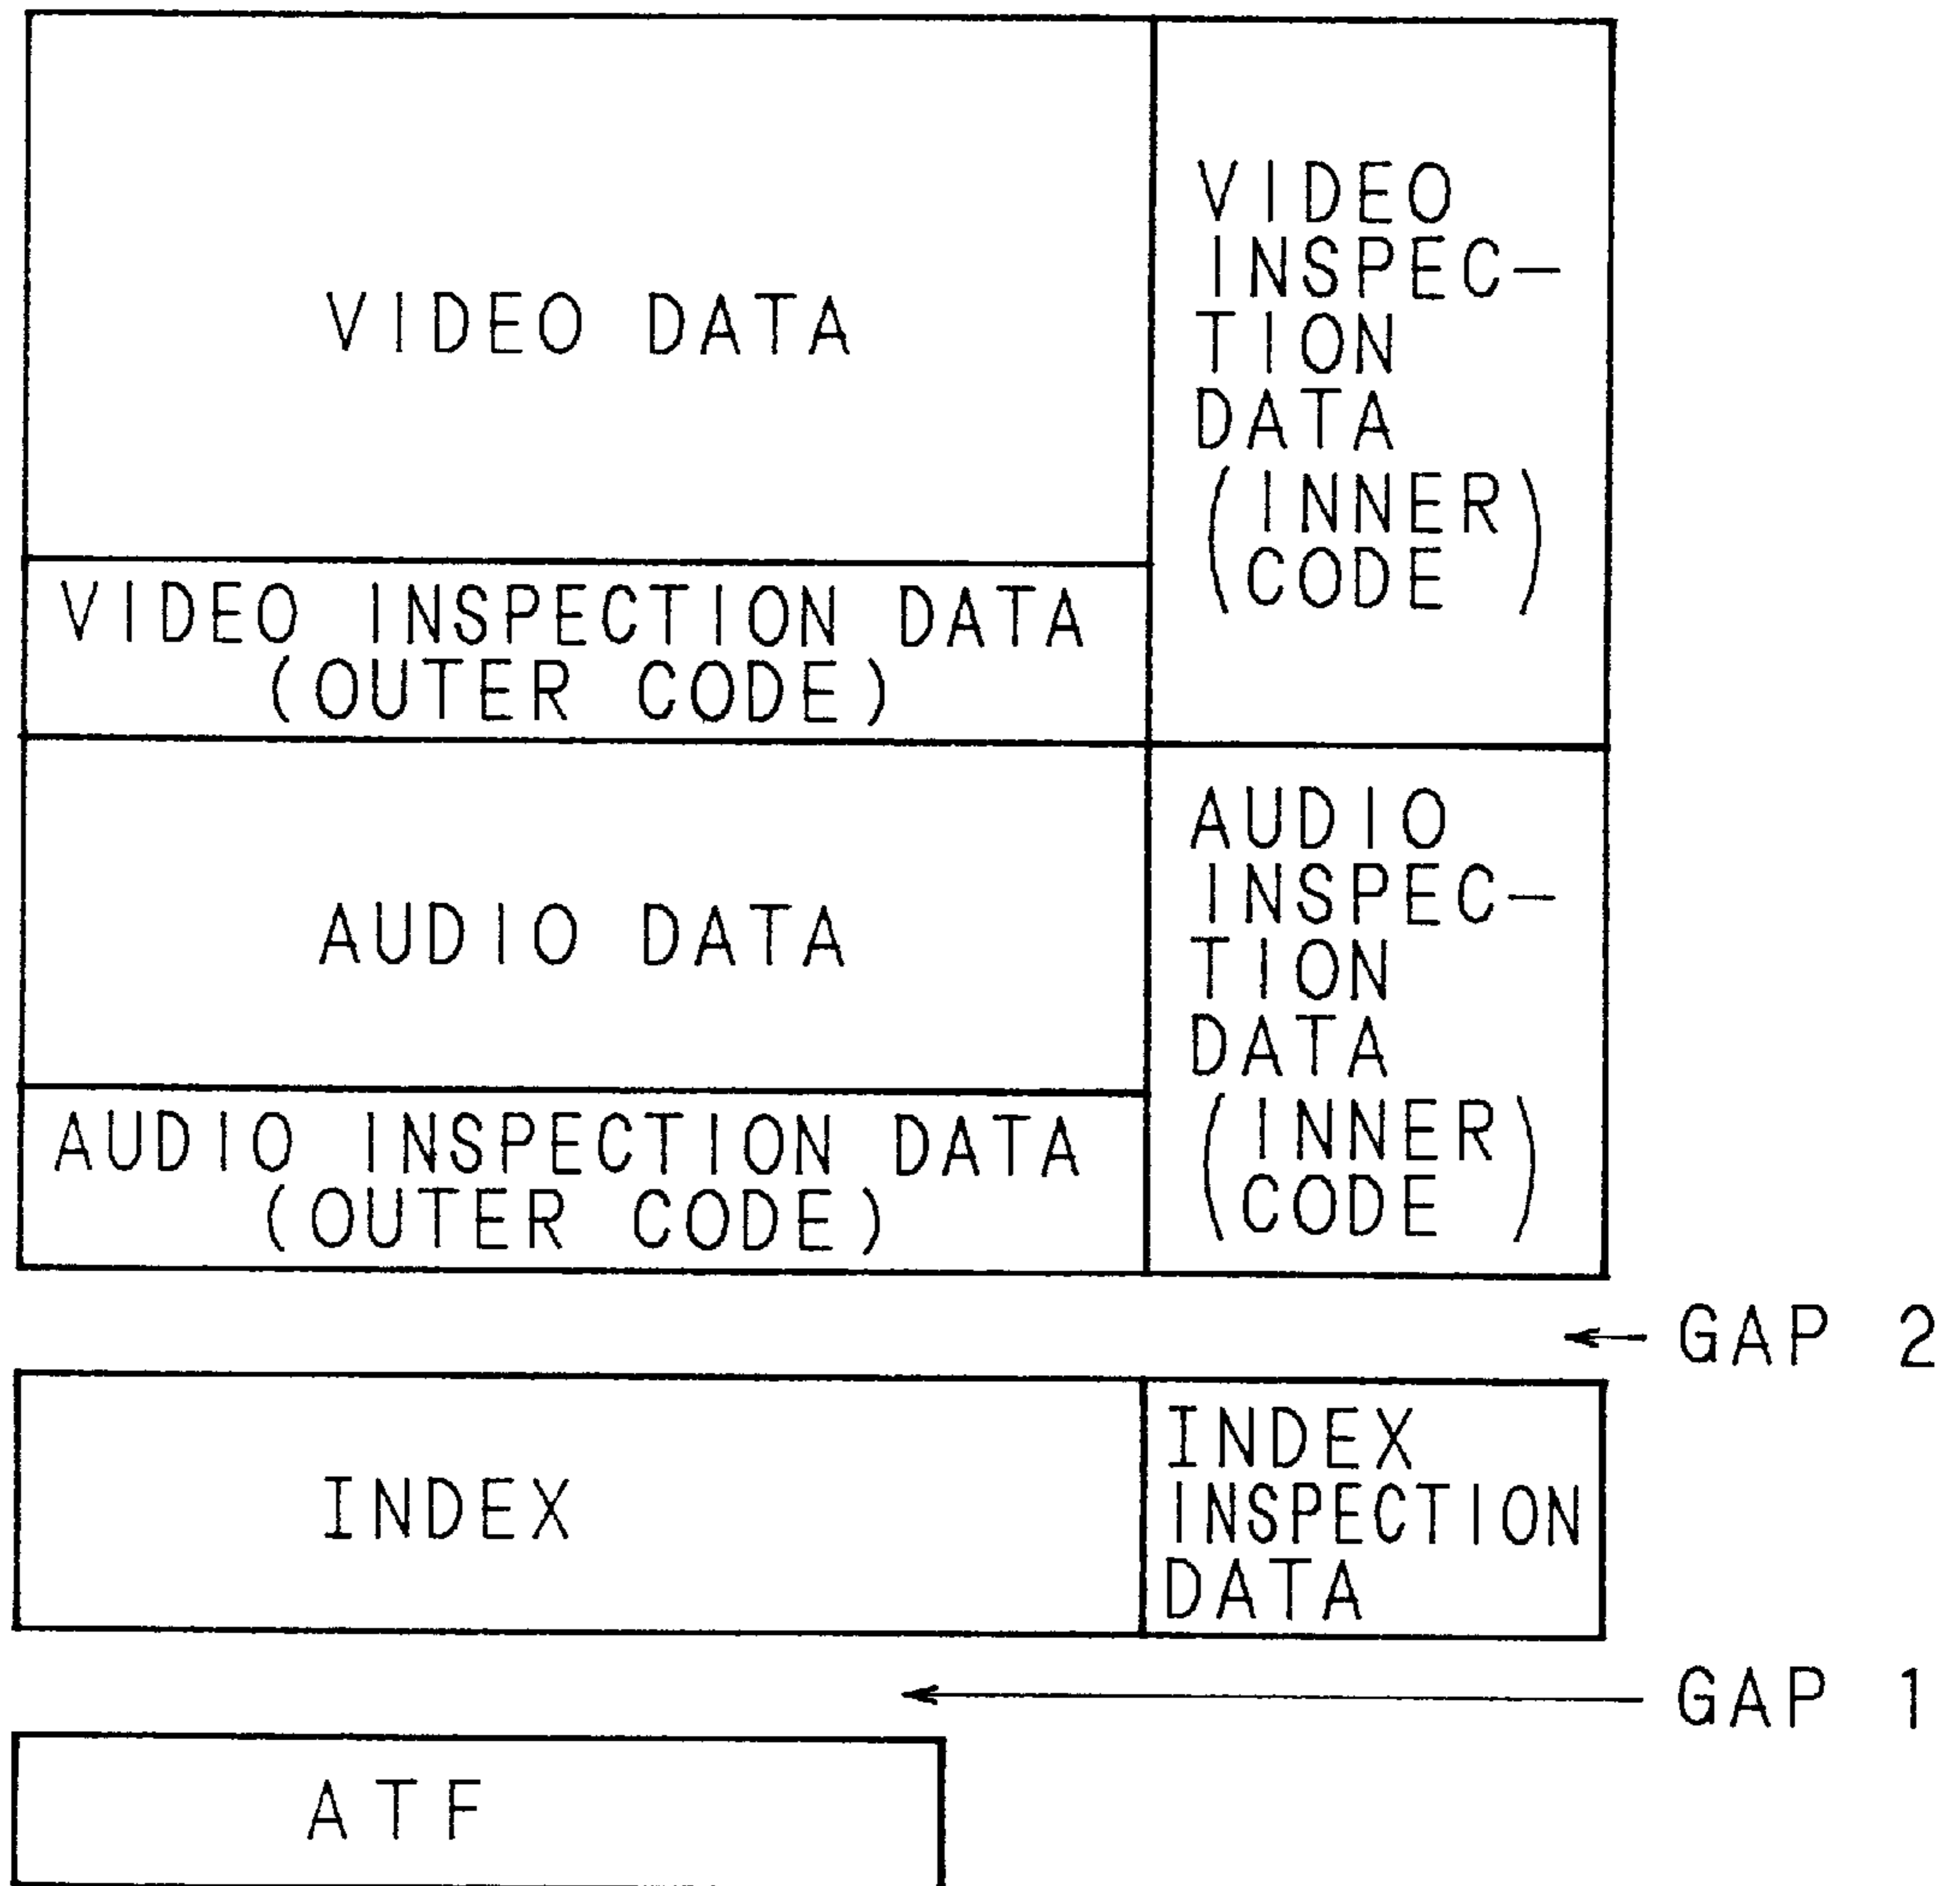 VIDEO DATA
VIDEO
INSPEC-
TION
DATA
(INNER)
(CODE)
VIDEO INSPECTION DATA
(OUTER CODE)
AUDIO DATA
AUDIO
INSPEC-
TION
DATA
(INNER)
(CODE)
AUDIO INSPECTION DATA
(OUTER CODE)
GAP 2
INDEX
INDEX
INSPECTION
DATA
GAP 1
ATF